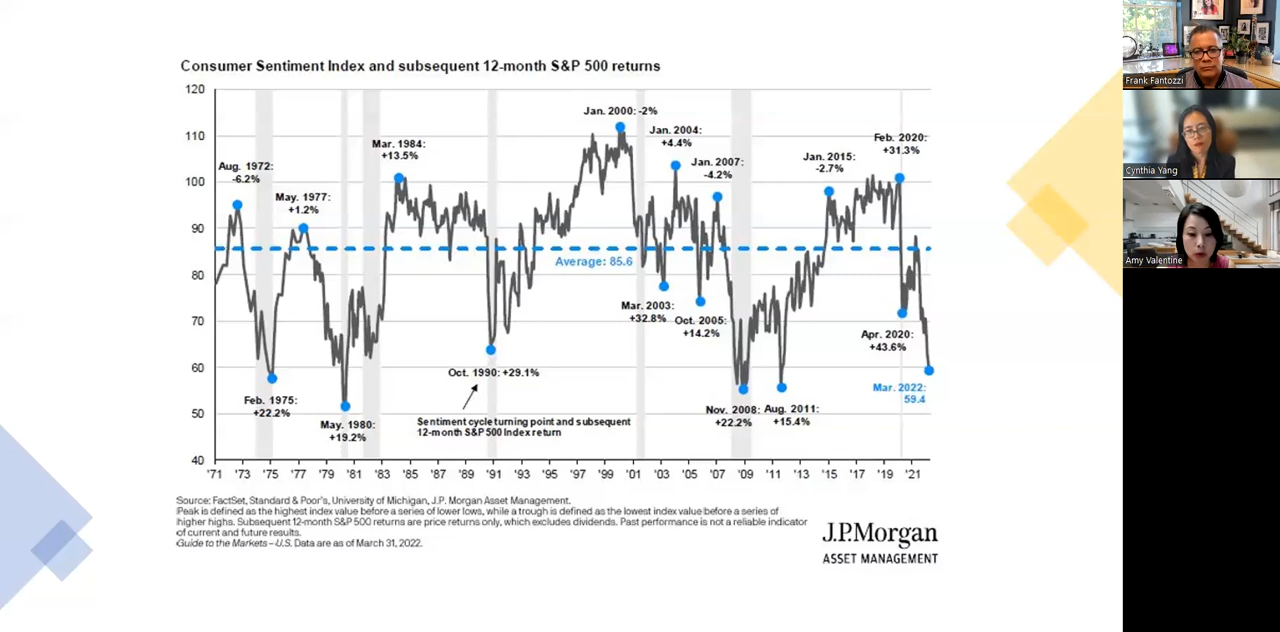 Consumer Sentiment Index and subsequent 12-month S&P 500 returns
120
110
100
90
80
70
60
50
40
Aug. 1972:
-6.2%
May. 1977:
+1.2%
Mar. 1984:
+13.5%
Jan. 2000: -2%
Jan. 2004:
+4.4%
Jan. 2007:
-4.2%
Jan. 2015:
-2.7%
Feb. 2020:
+31.3%
Average: 85.6
Feb. 1975:
+22.2%
May. 1980:
+19.2%
Oct. 1990: +29.1%
Sentiment cycle turning point and subsequent
12-month S&P 500 Index return
Mar. 2003:
+32.8%
Oct. 2005:
+14.2%
Nov. 2008:
+22.2%
Aug. 2011:
+15.4%
Apr. 2020:
+43.6%
Mar. 2022:
59.4
'71 '73 '75 '77 '79 '81 '83 '85 '87 '89 '91 '93 '95 '97 '99 '01 '03 '05 '07 '09 '11 '13 '15 '17 '19 '21
Source: FactSet, Standard & Poor's, University of Michigan, J.P. Morgan Asset Management.
Peak is defined as the highest index value before a series of lower lows, while a trough is defined as the lowest index value before a series of
higher highs. Subsequent 12-month S&P 500 returns are price returns only, which excludes dividends. Past performance is not a reliable indicator
of current and future results.
Guide to the Markets – U.S. Data are as of March 31, 2022.
J.P.Morgan
ASSET MANAGEMENT
Frank Fantozzi
Cynthia Yang
Amy Valentine